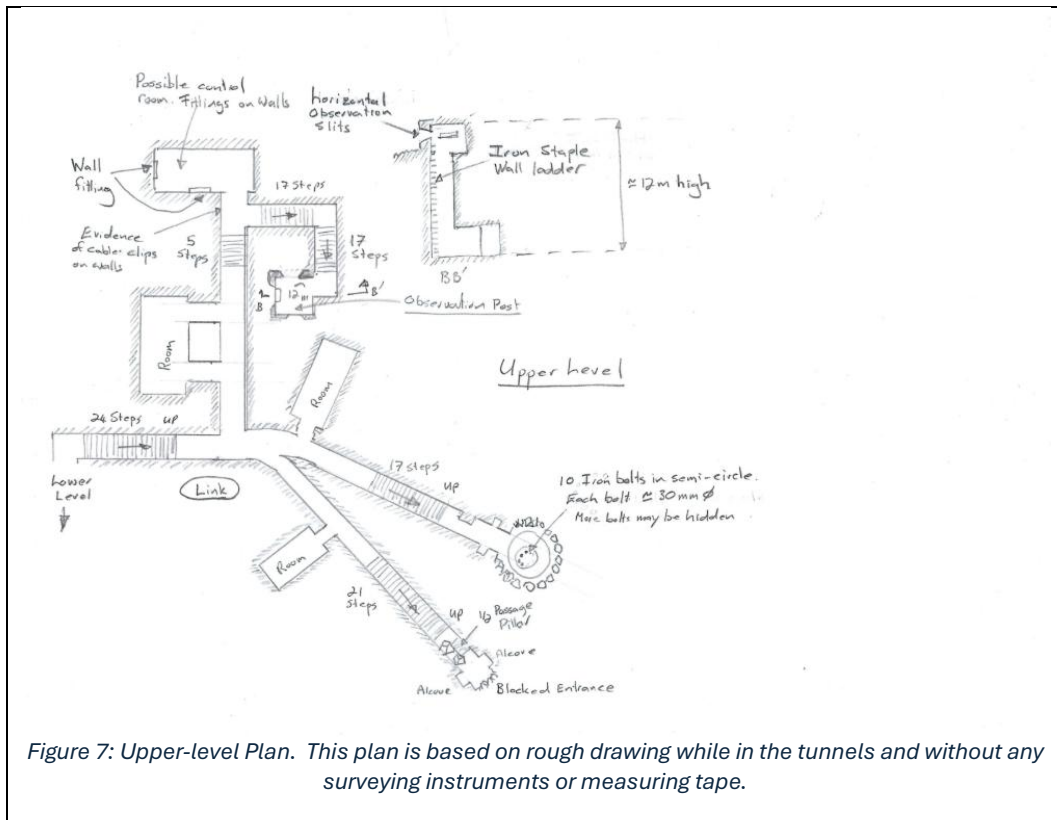 Possible control
room. Fittings on Walls
horizontal
Observation
Slits
Iron Staple
Wall ladder
≈ 12m high
Wall
fitting
17 Steps
Evidence
of cable clips
on walls
5
Steps
17
Steps
BB'
B
12m
B'
Observation Post
Room
Room
Upper Level
24 Steps up
17 Steps
up
10 Iron bolts in semi-circle.
Each bolt ≈ 30mm Ø
More bolts may be hidden
Lower
Level
Link
Room
21
Steps
up
1/2 Passage
Pillar
Alcove
Alcove
Blocked Entrance
Figure 7: Upper-level Plan. This plan is based on rough drawing while in the tunnels and without any
surveying instruments or measuring tape.